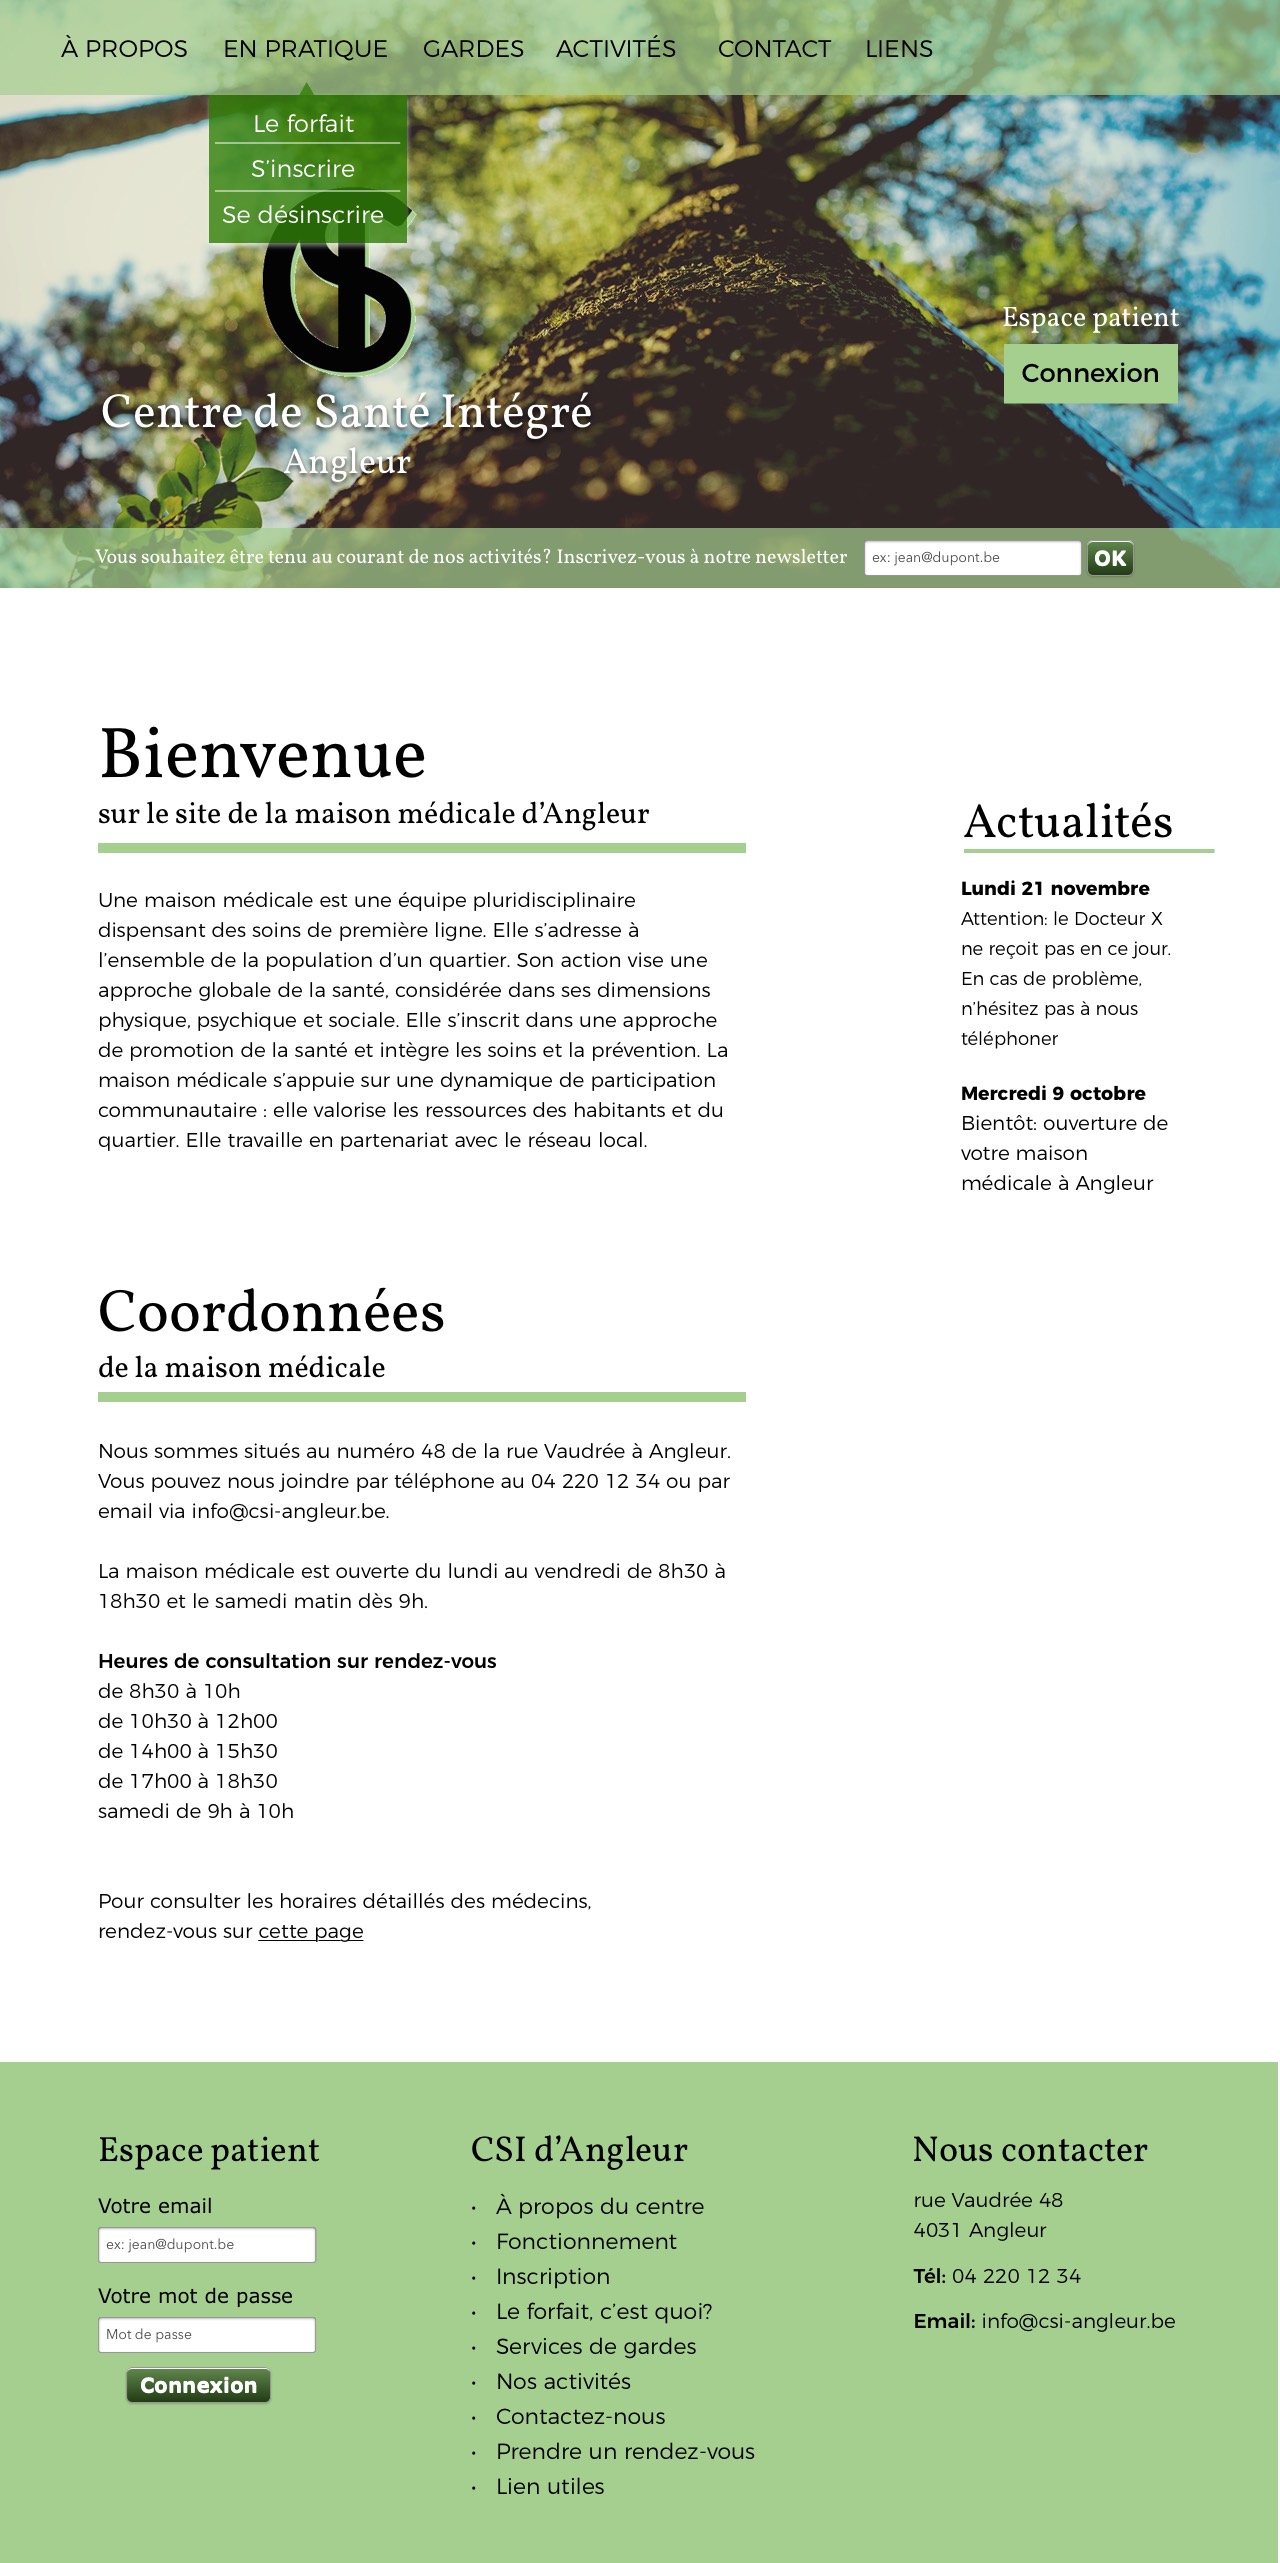 À PROPOS EN PRATIQUE GARDES ACTIVITÉS CONTACT LIENS
Le forfait
S’inscrire
Se désinscrire
Centre de Santé Intégré
Angleur
Espace patient
Connexion
Vous souhaitez être tenu au courant de nos activités? Inscrivez-vous à notre newsletter ex: jean@dupont.be OK
Bienvenue
sur le site de la maison médicale d’Angleur
Une maison médicale est une équipe pluridisciplinaire
dispensant des soins de première ligne. Elle s’adresse à
l’ensemble de la population d’un quartier. Son action vise une
approche globale de la santé, considérée dans ses dimensions
physique, psychique et sociale. Elle s’inscrit dans une approche
de promotion de la santé et intègre les soins et la prévention. La
maison médicale s’appuie sur une dynamique de participation
communautaire : elle valorise les ressources des habitants et du
quartier. Elle travaille en partenariat avec le réseau local.
Actualités
Lundi 21 novembre
Attention: le Docteur X
ne reçoit pas en ce jour.
En cas de problème,
n’hésitez pas à nous
téléphoner
Mercredi 9 octobre
Bientôt: ouverture de
votre maison
médicale à Angleur
Coordonnées
de la maison médicale
Nous sommes situés au numéro 48 de la rue Vaudrée à Angleur.
Vous pouvez nous joindre par téléphone au 04 220 12 34 ou par
email via info@csi-angleur.be.
La maison médicale est ouverte du lundi au vendredi de 8h30 à
18h30 et le samedi matin dès 9h.
Heures de consultation sur rendez-vous
de 8h30 à 10h
de 10h30 à 12h00
de 14h00 à 15h30
de 17h00 à 18h30
samedi de 9h à 10h
Pour consulter les horaires détaillés des médecins,
rendez-vous sur cette page
Espace patient
Votre email
ex: jean@dupont.be
Votre mot de passe
Mot de passe
Connexion
CSI d’Angleur
• À propos du centre
• Fonctionnement
• Inscription
• Le forfait, c’est quoi?
• Services de gardes
• Nos activités
• Contactez-nous
• Prendre un rendez-vous
• Lien utiles
Nous contacter
rue Vaudrée 48
4031 Angleur
Tél: 04 220 12 34
Email: info@csi-angleur.be